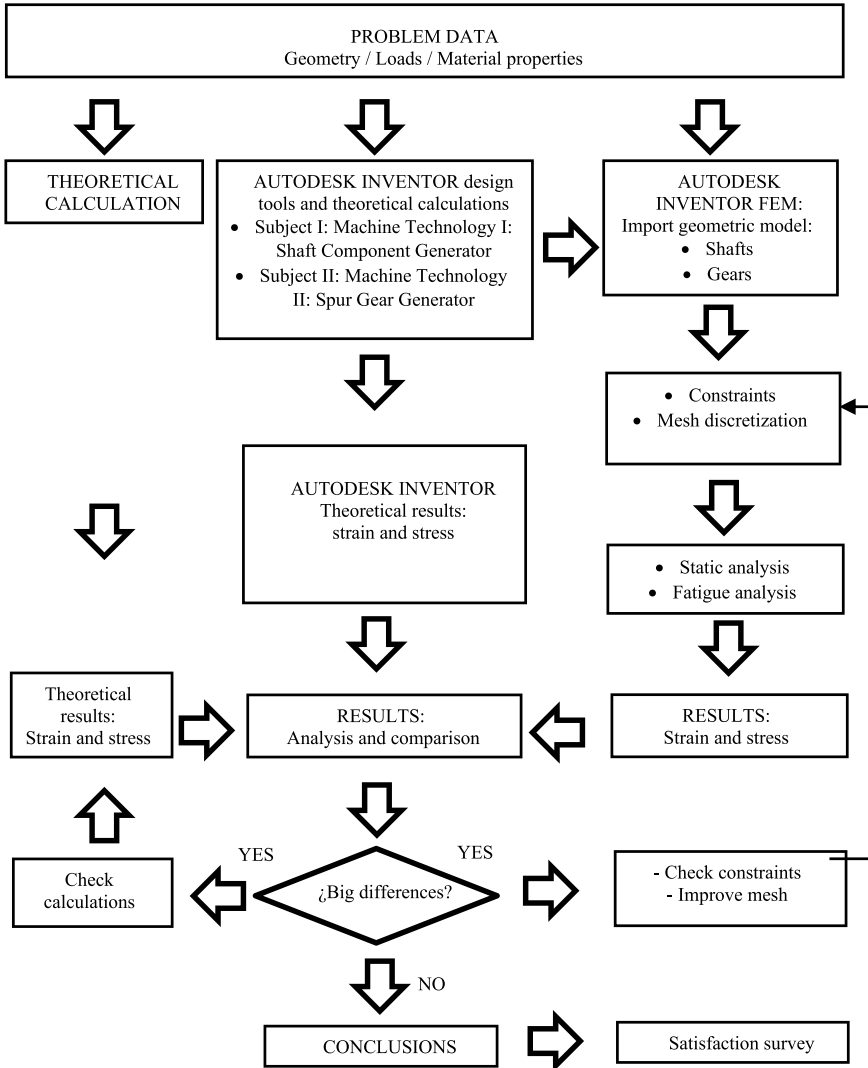 PROBLEM DATA
Geometry / Loads / Material properties
THEORETICAL
CALCULATION
AUTODESK INVENTOR design
tools and theoretical calculations
• Subject I: Machine Technology I:
Shaft Component Generator
• Subject II: Machine Technology
II: Spur Gear Generator
AUTODESK
INVENTOR FEM:
Import geometric model:
• Shafts
• Gears
• Constraints
• Mesh discretization
AUTODESK INVENTOR
Theoretical results:
strain and stress
• Static analysis
• Fatigue analysis
Theoretical
results:
Strain and stress
RESULTS:
Analysis and comparison
RESULTS:
Strain and stress
YES
YES
Check
calculations
¿Big differences?
- Check constraints
- Improve mesh
NO
CONCLUSIONS
Satisfaction survey